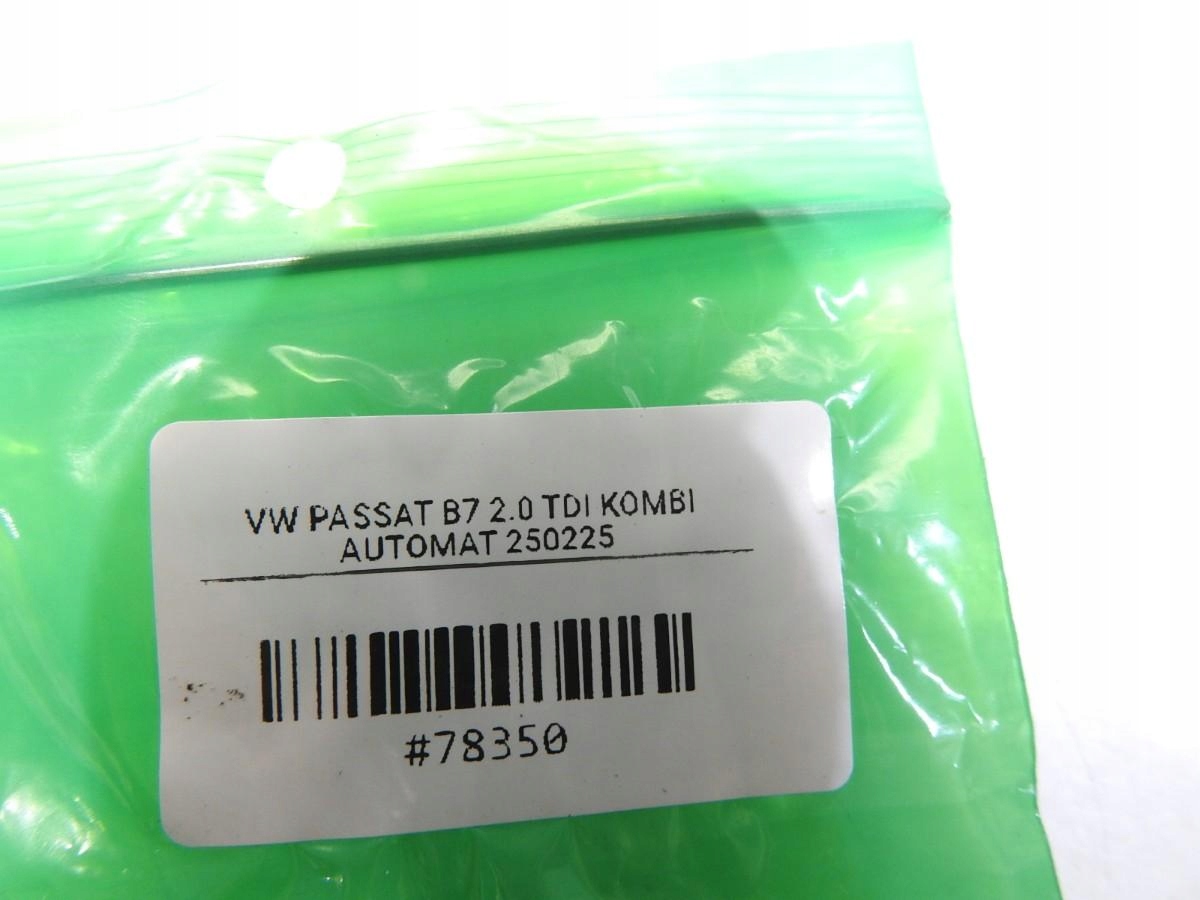 VW PASSAT B7 2.0 TDI KOMBI
AUTOMAT 250225
#78350